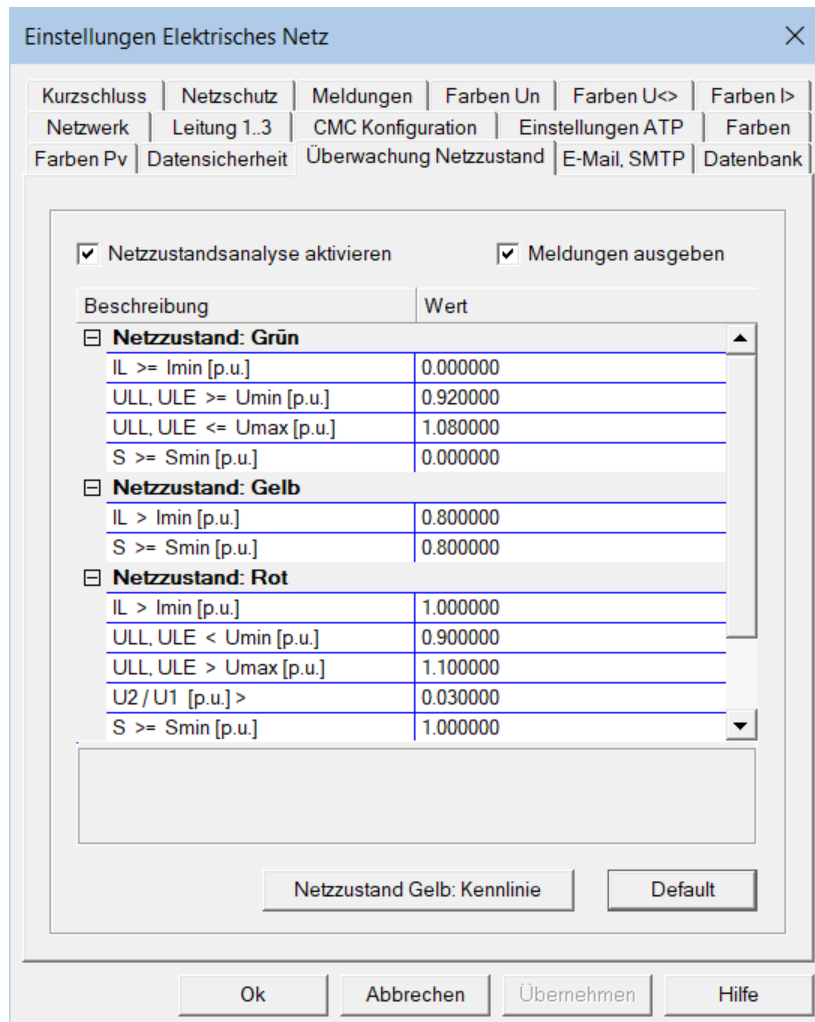 Einstellungen Elektrisches Netz
Kurzschluss Netzschutz Meldungen Farben Un Farben U<> Farben I>
Netzwerk Leitung 1..3 CMC Konfiguration Einstellungen ATP Farben
Farben Pv Datensicherheit Überwachung Netzzustand E-Mail, SMTP Datenbank
Netzzustandsanalyse aktivieren Meldungen ausgeben
Beschreibung Wert
Netzzustand: Grün
IL >= Imin [p.u.] 0.000000
ULL, ULE >= Umin [p.u.] 0.920000
ULL, ULE <= Umax [p.u.] 1.080000
S >= Smin [p.u.] 0.000000
Netzzustand: Gelb
IL > Imin [p.u.] 0.800000
S >= Smin [p.u.] 0.800000
Netzzustand: Rot
IL > Imin [p.u.] 1.000000
ULL, ULE < Umin [p.u.] 0.900000
ULL, ULE > Umax [p.u.] 1.100000
U2 / U1 [p.u.] > 0.030000
S >= Smin [p.u.] 1.000000
Netzzustand Gelb: Kennlinie Default
Ok Abbrechen Übernehmen Hilfe